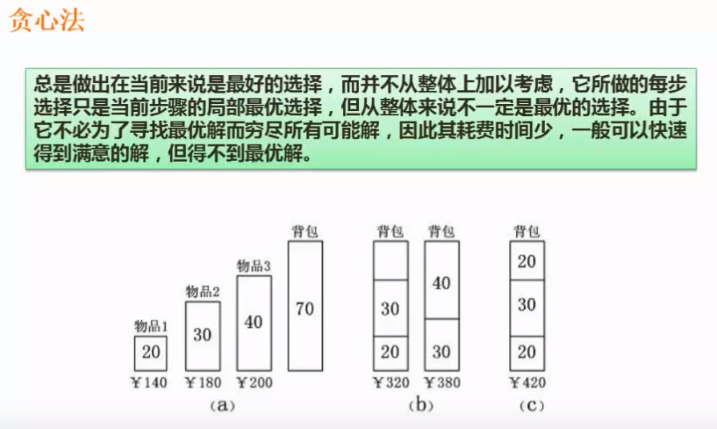 贪心法
总是做出在当前来说是最好的选择，而并不从整体上加以考虑，它所做的每步
选择只是当前步骤的局部最优选择，但从整体来说不一定是最优的选择。由于
它不必为了寻找最优解而穷尽所有可能解，因此其耗费时间少，一般可以快速
得到满意的解，但得不到最优解。
物品1
20
¥140
物品2
30
¥180
物品3
40
¥200
背包
70
(a)
背包
30
20
¥320
背包
40
30
¥380
(b)
背包
20
30
20
¥420
(c)